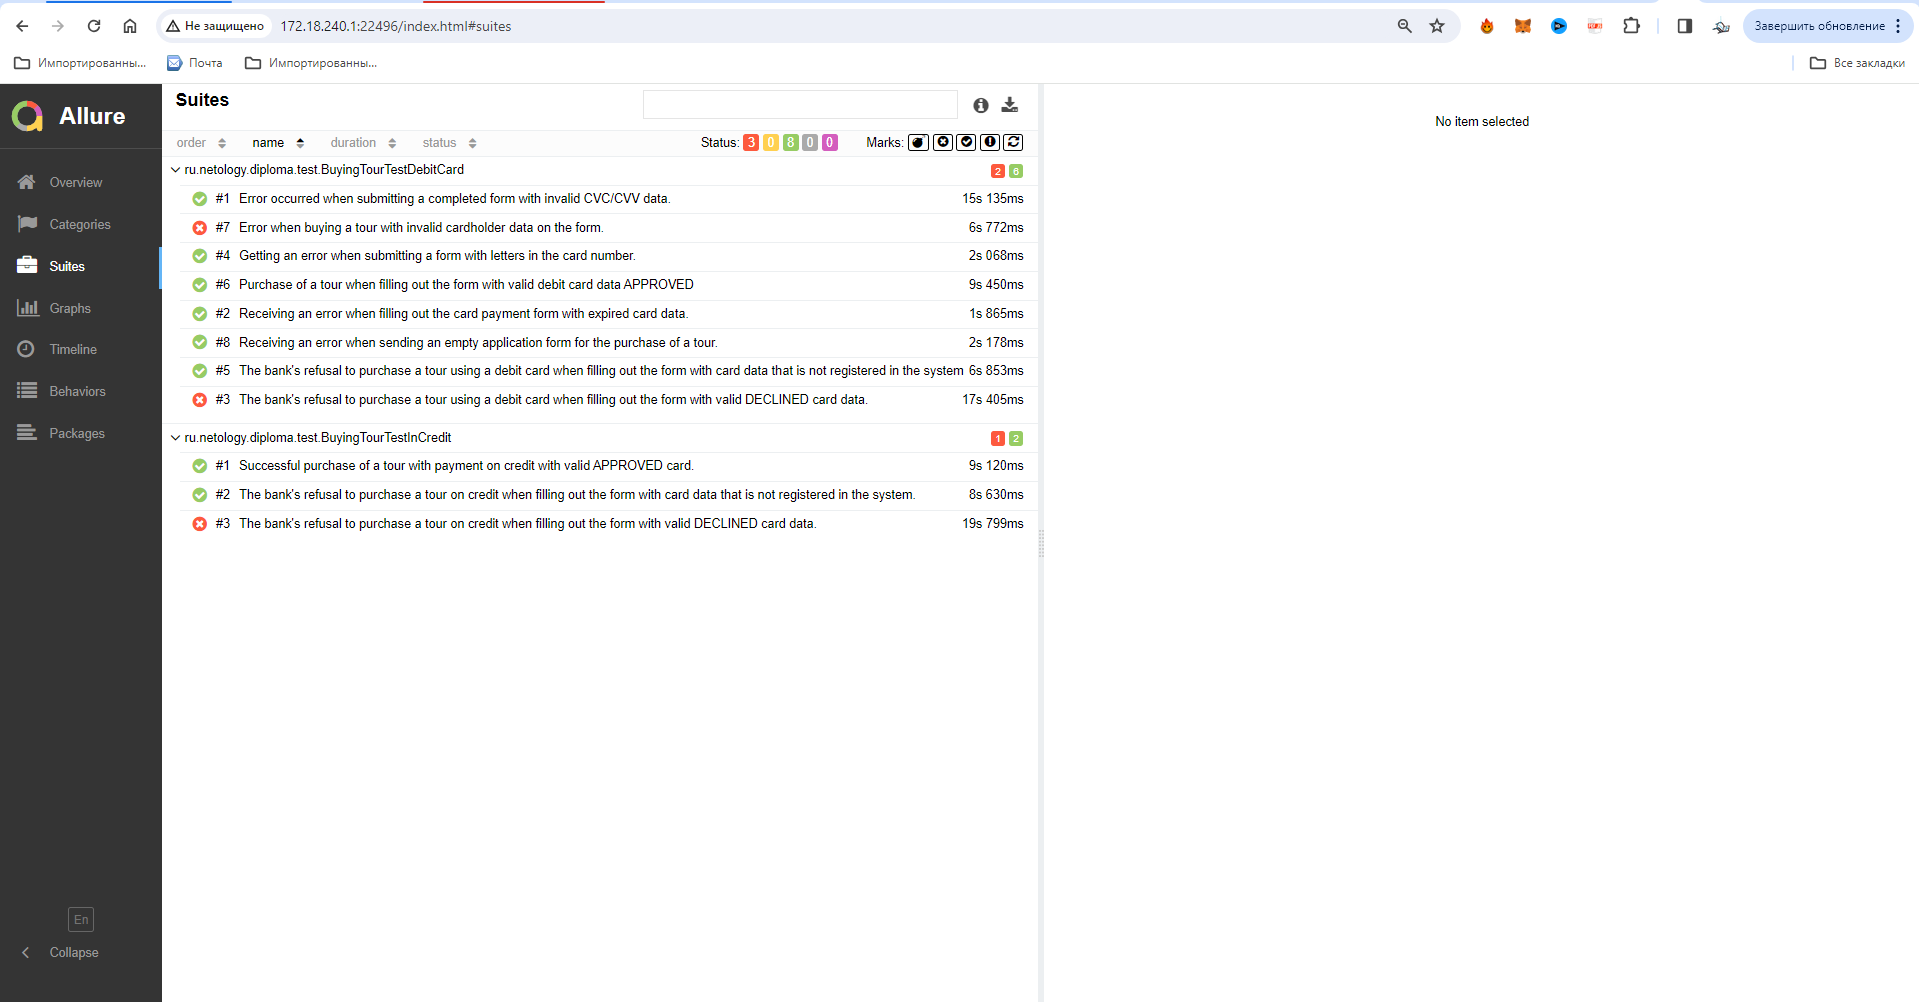 Не защищено 172.18.240.1:22496/index.html#suites Завершить обновление
Импортированны... Почта Импортированны... Все закладки
Allure
Overview
Categories
Suites
Graphs
Timeline
Behaviors
Packages
En
Collapse
Suites
order name duration status Status: 3 0 8 0 0 Marks:
ru.netology.diploma.test.BuyingTourTestDebitCard 2 6
#1 Error occurred when submitting a completed form with invalid CVC/CVV data. 15s 135ms
#7 Error when buying a tour with invalid cardholder data on the form. 6s 772ms
#4 Getting an error when submitting a form with letters in the card number. 2s 068ms
#6 Purchase of a tour when filling out the form with valid debit card data APPROVED 9s 450ms
#2 Receiving an error when filling out the card payment form with expired card data. 1s 865ms
#8 Receiving an error when sending an empty application form for the purchase of a tour. 2s 178ms
#5 The bank's refusal to purchase a tour using a debit card when filling out the form with card data that is not registered in the system 6s 853ms
#3 The bank's refusal to purchase a tour using a debit card when filling out the form with valid DECLINED card data. 17s 405ms
ru.netology.diploma.test.BuyingTourTestInCredit 1 2
#1 Successful purchase of a tour with payment on credit with valid APPROVED card. 9s 120ms
#2 The bank's refusal to purchase a tour on credit when filling out the form with card data that is not registered in the system. 8s 630ms
#3 The bank's refusal to purchase a tour on credit when filling out the form with valid DECLINED card data. 19s 799ms
No item selected